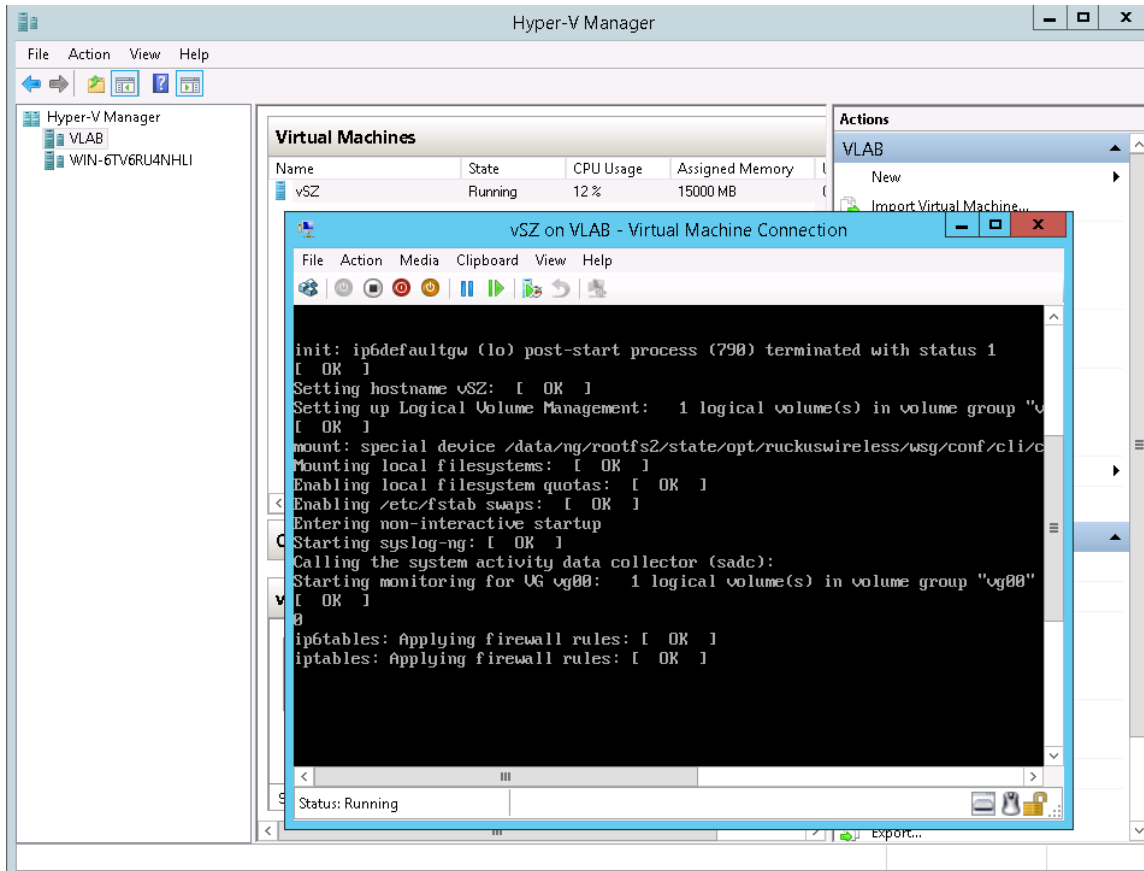 Hyper-V Manager
File Action View Help
Hyper-V Manager
VLAB
WIN-6TV6RU4NHLI
Virtual Machines
Name State CPU Usage Assigned Memory
vSZ Running 12 % 15000 MB
Actions
VLAB
New
Import Virtual Machine...
vSZ on VLAB - Virtual Machine Connection
File Action Media Clipboard View Help
init: ip6defaultgw (lo) post-start process (790) terminated with status 1
[ OK ]
Setting hostname vSZ: [ OK ]
Setting up Logical Volume Management: 1 logical volume(s) in volume group "v
[ OK ]
mount: special device /data/ng/rootfs2/state/opt/ruckuswireless/wsg/conf/cli/c
Mounting local filesystems: [ OK ]
Enabling local filesystem quotas: [ OK ]
Enabling /etc/fstab swaps: [ OK ]
Entering non-interactive startup
Starting syslog-ng: [ OK ]
Calling the system activity data collector (sadc):
Starting monitoring for VG vg00: 1 logical volume(s) in volume group "vg00"
[ OK ]
0
ip6tables: Applying firewall rules: [ OK ]
iptables: Applying firewall rules: [ OK ]
Status: Running
Export...